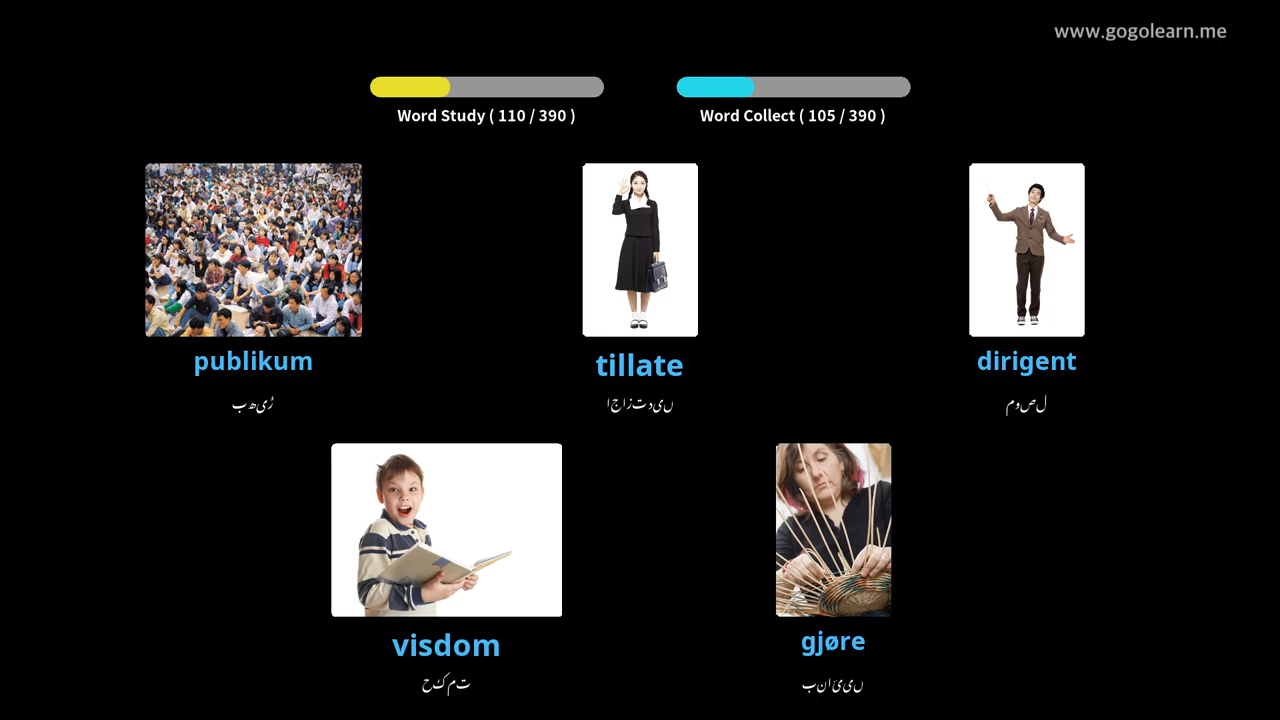 www.gogolearn.me
Word Study ( 110 / 390 )
Word Collect ( 105 / 390 )
publikum
tillate
dirigent
بھیڑ
اجازت دیں
موصل
visdom
gjøre
حکمت
بنائیں